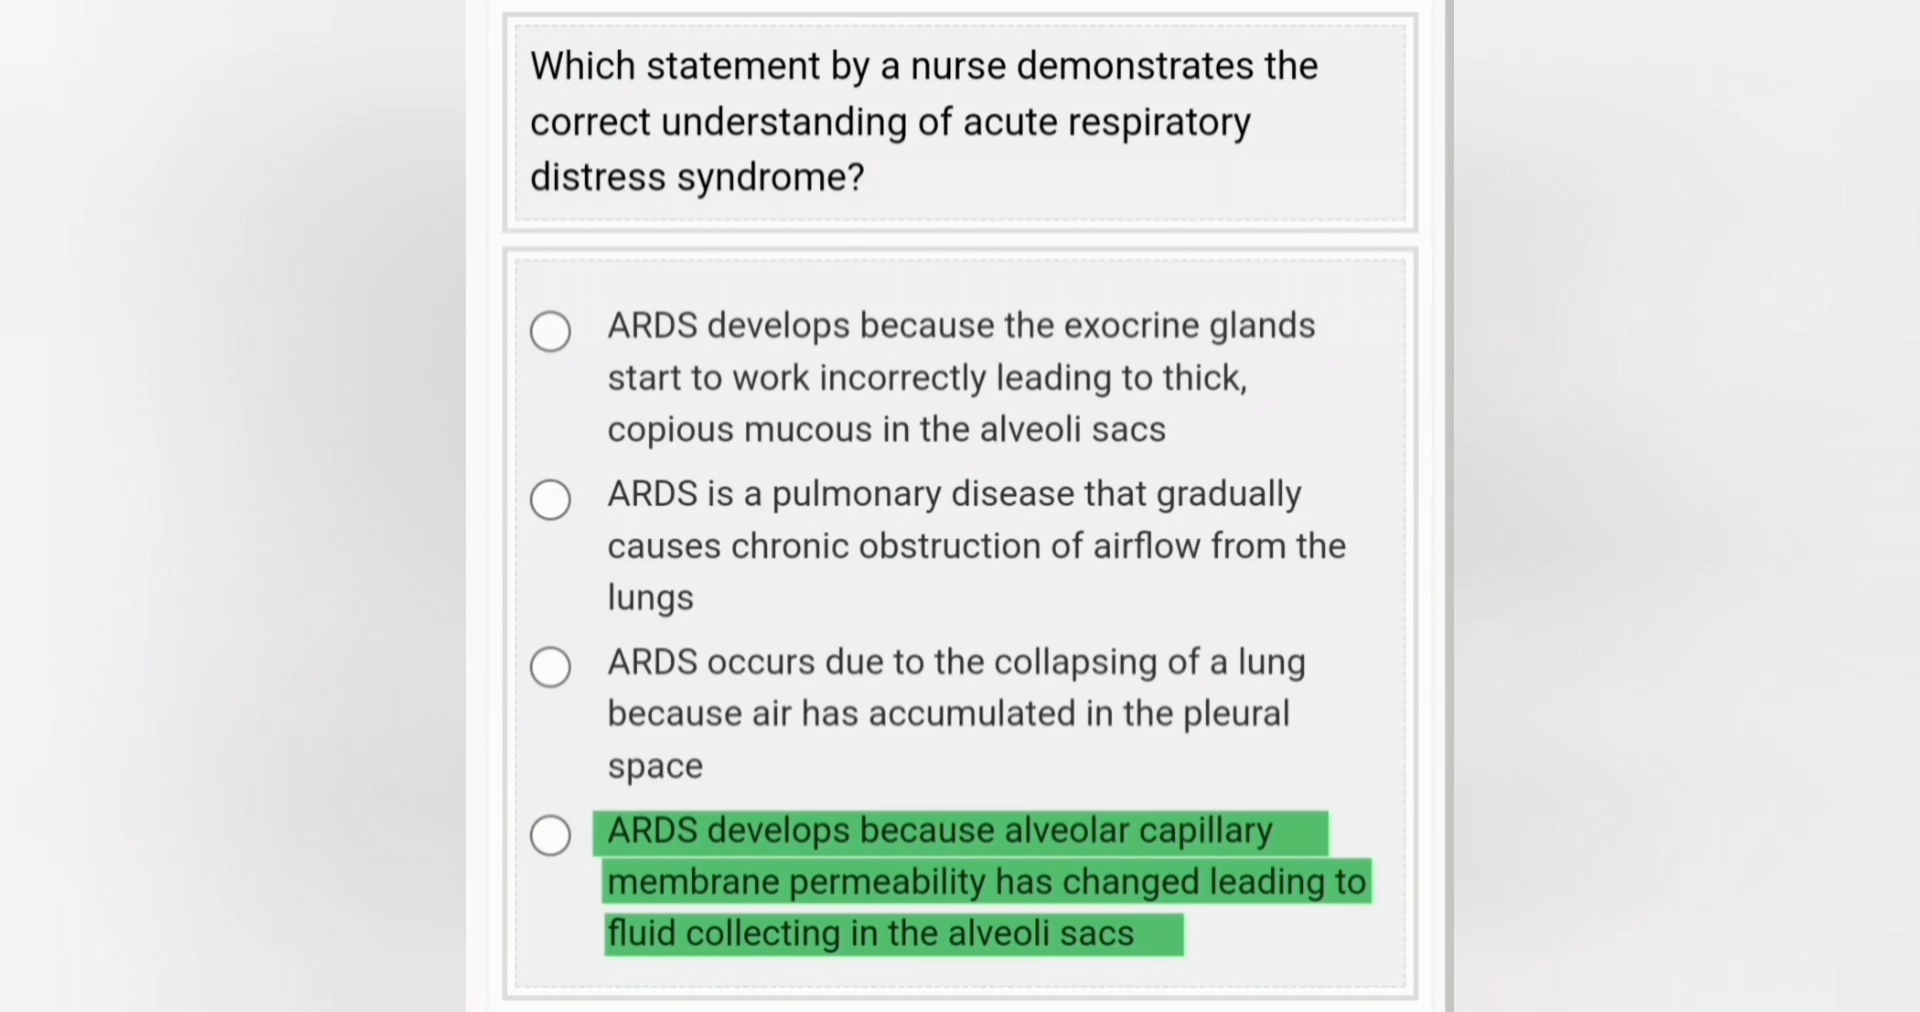 Which statement by a nurse demonstrates the
correct understanding of acute respiratory
distress syndrome?
ARDS develops because the exocrine glands
start to work incorrectly leading to thick,
copious mucous in the alveoli sacs
ARDS is a pulmonary disease that gradually
causes chronic obstruction of airflow from the
lungs
ARDS occurs due to the collapsing of a lung
because air has accumulated in the pleural
space
ARDS develops because alveolar capillary
membrane permeability has changed leading to
fluid collecting in the alveoli sacs